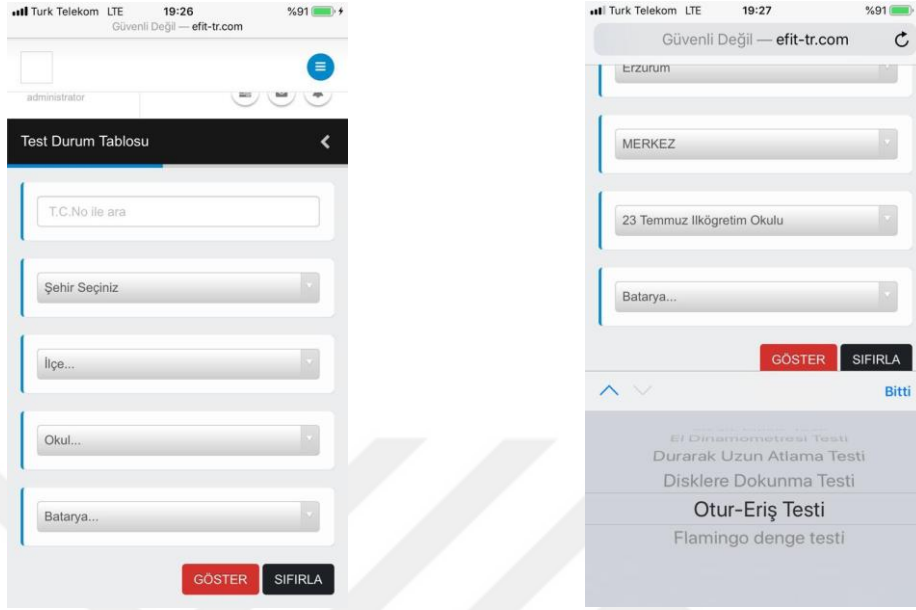 Turk Telekom LTE 19:26 %91
Güvenli Değil — efit-tr.com
administrator
Test Durum Tablosu
T.C.No ile ara
Şehir Seçiniz
İlçe...
Okul...
Batarya...
GÖSTER SIFIRLA
Turk Telekom LTE 19:27 %91
Güvenli Değil — efit-tr.com
Erzurum
MERKEZ
23 Temmuz Ilkögretim Okulu
Batarya...
GÖSTER SIFIRLA
Bitti
El Dinamometresi Testi
Durarak Uzun Atlama Testi
Disklere Dokunma Testi
Otur-Eriş Testi
Flamingo denge testi